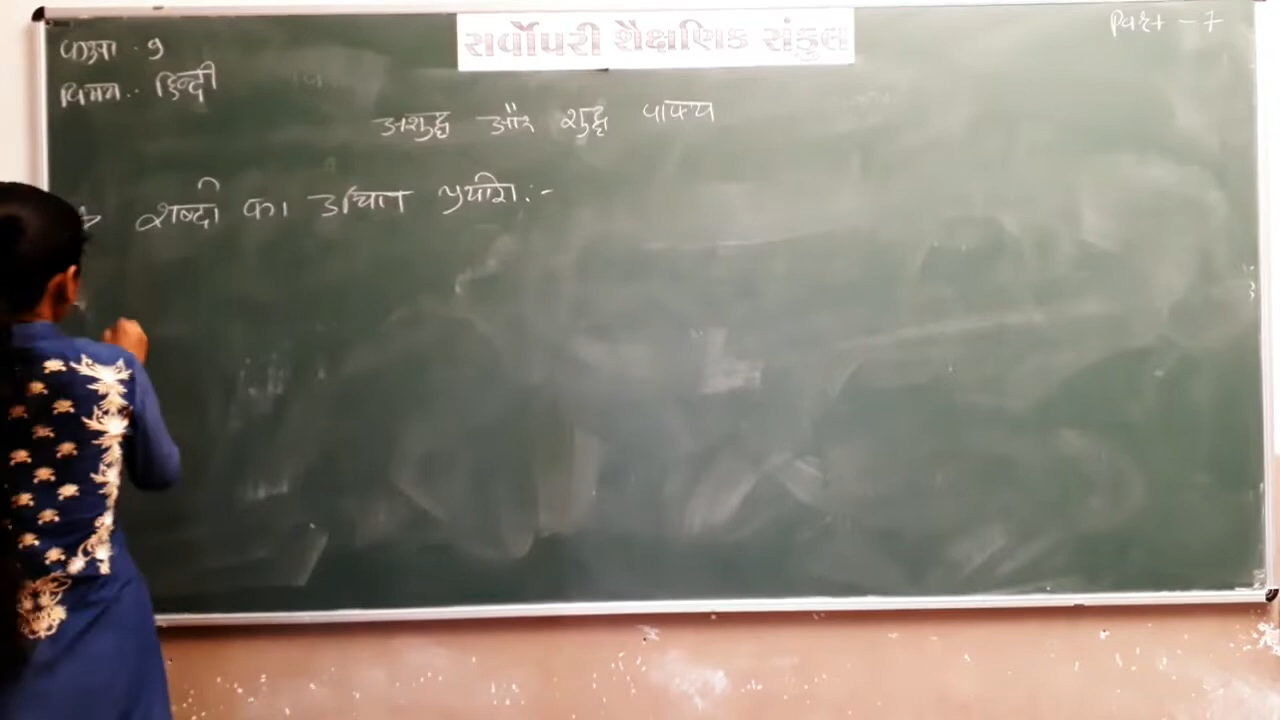 સર્વોપરી શૈક્ષણિક સંકુલ
Part - 7
कक्षा - 9
विषय :- हिन्दी
अशुद्ध और शुद्ध वाक्य
* शब्दों का उचित प्रयोग :-